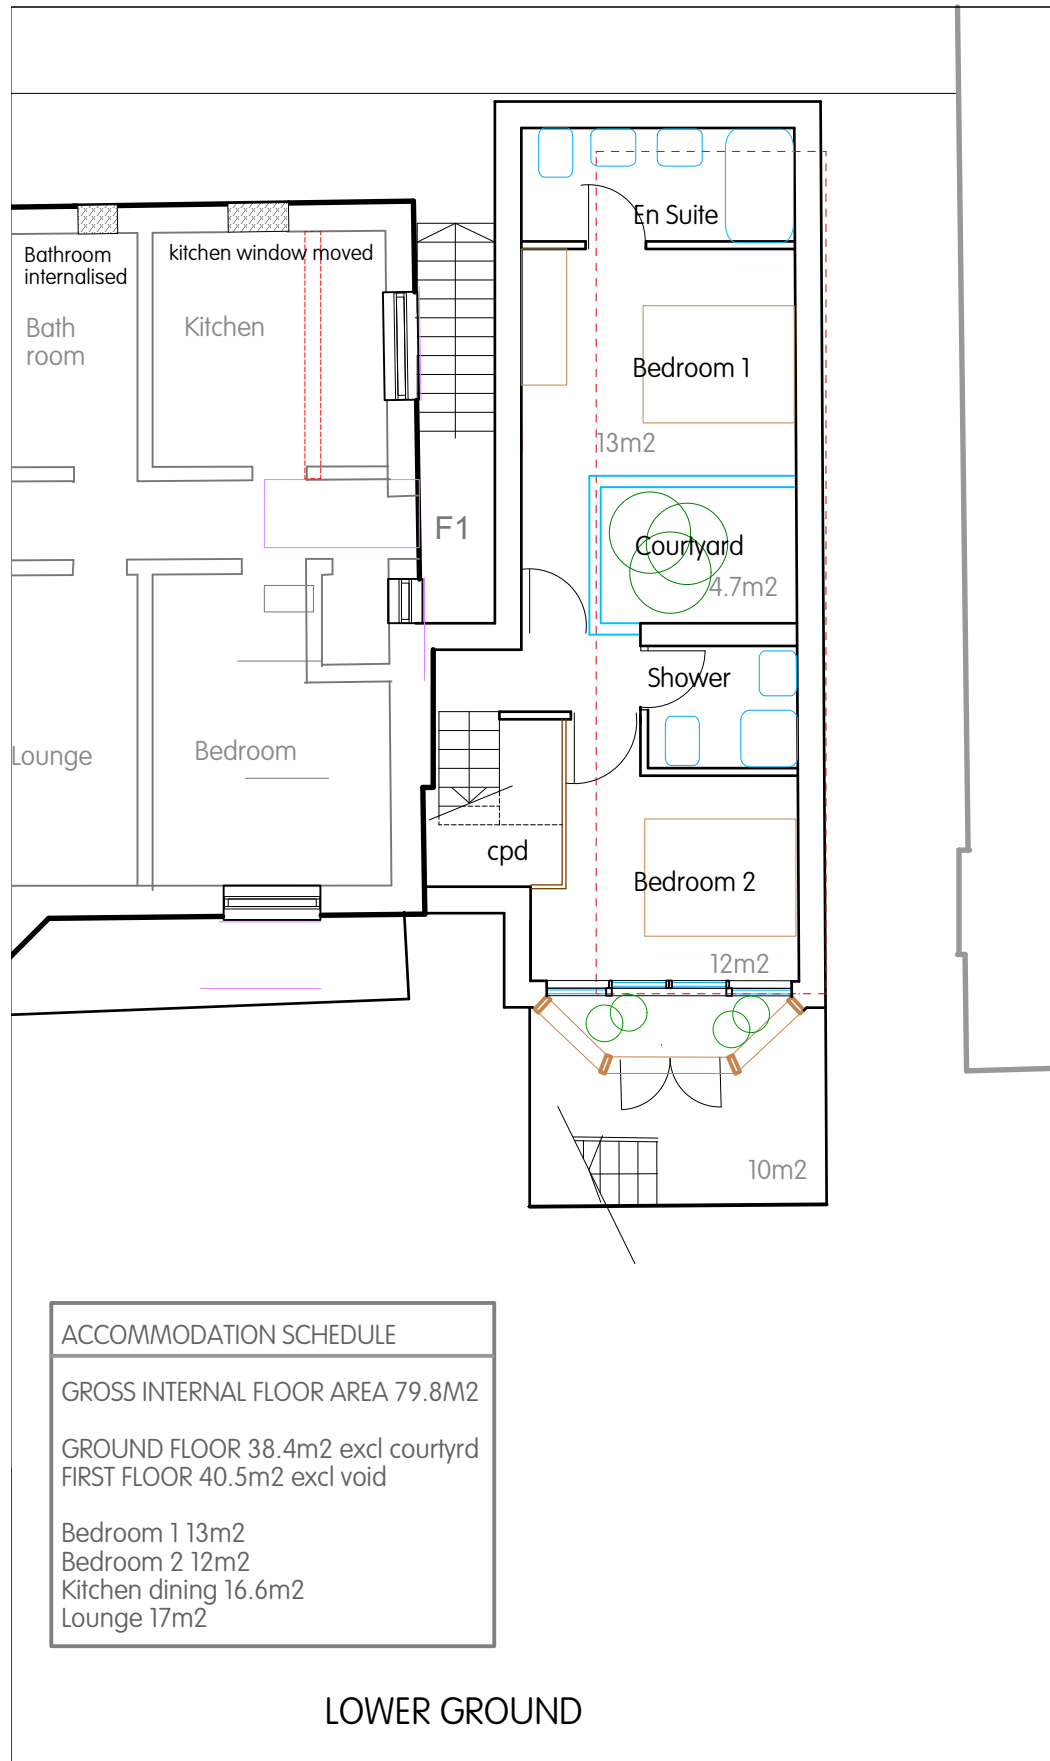 En Suite
Bathroom
internalised
kitchen window moved
Bath
room
Kitchen
Bedroom 1
13m2
F1
Courtyard
4.7m2
Shower
Lounge
Bedroom
cpd
Bedroom 2
12m2
10m2
ACCOMMODATION SCHEDULE
GROSS INTERNAL FLOOR AREA 79.8M2
GROUND FLOOR 38.4m2 excl courtyrd
FIRST FLOOR 40.5m2 excl void
Bedroom 1 13m2
Bedroom 2 12m2
Kitchen dining 16.6m2
Lounge 17m2
LOWER GROUND